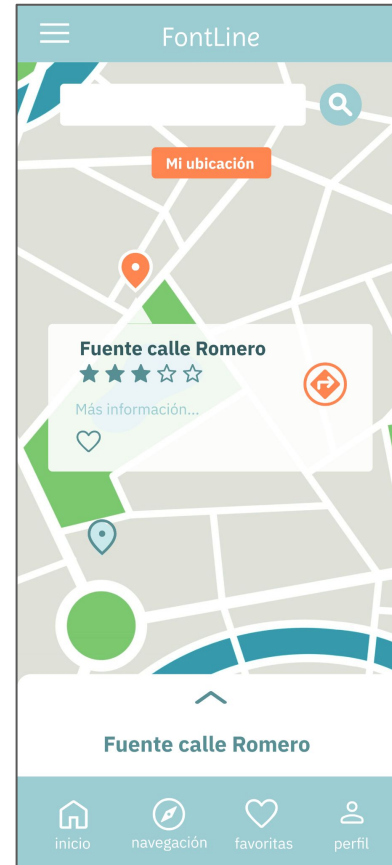 FontLine
Mi ubicación
Fuente calle Romero
Más información...
Fuente calle Romero
inicio navegación favoritas perfil